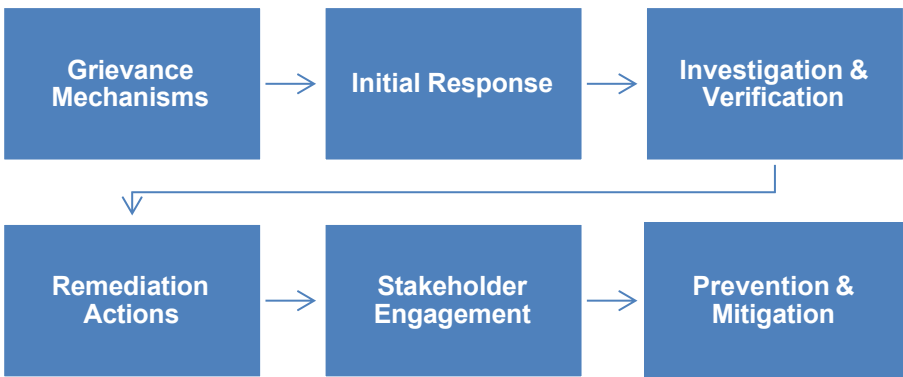 Grievance
Mechanisms
Initial Response
Investigation &
Verification
Remediation
Actions
Stakeholder
Engagement
Prevention &
Mitigation